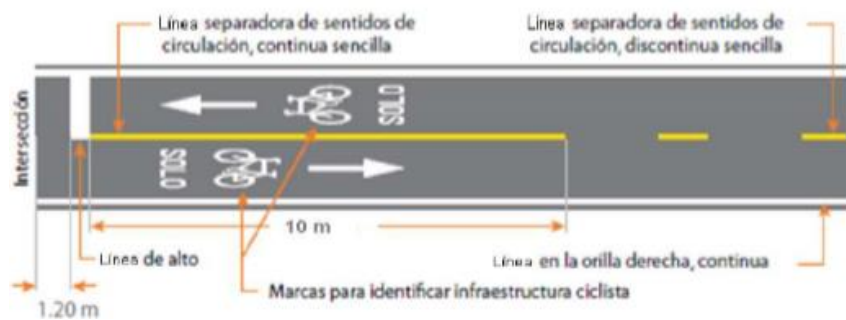 Línea separadora de sentidos de
circulación, continua sencilla
Línea separadora de sentidos de
circulación, discontinua sencilla
Intersección
SOLO
SOLO
10 m
Línea de alto
Línea en la orilla derecha, continua
Marcas para identificar infraestructura ciclista
1.20 m